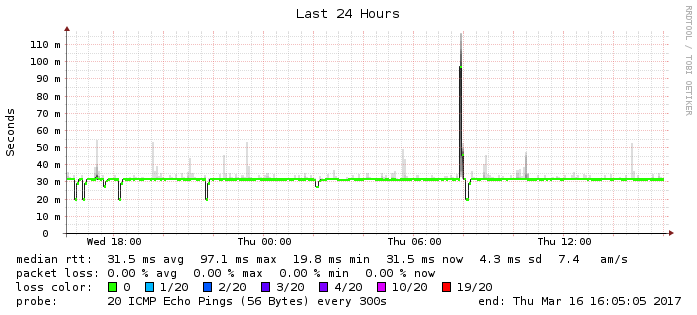 Last 24 Hours
RRDTOOL / TOBI OETIKER
Seconds
110 m
100 m
90 m
80 m
70 m
60 m
50 m
40 m
30 m
20 m
10 m
0
Wed 18:00 Thu 00:00 Thu 06:00 Thu 12:00
median rtt: 31.5 ms avg 97.1 ms max 19.8 ms min 31.5 ms now 4.3 ms sd 7.4 am/s
packet loss: 0.00 % avg 0.00 % max 0.00 % min 0.00 % now
loss color: 0 1/20 2/20 3/20 4/20 10/20 19/20
probe: 20 ICMP Echo Pings (56 Bytes) every 300s end: Thu Mar 16 16:05:05 2017